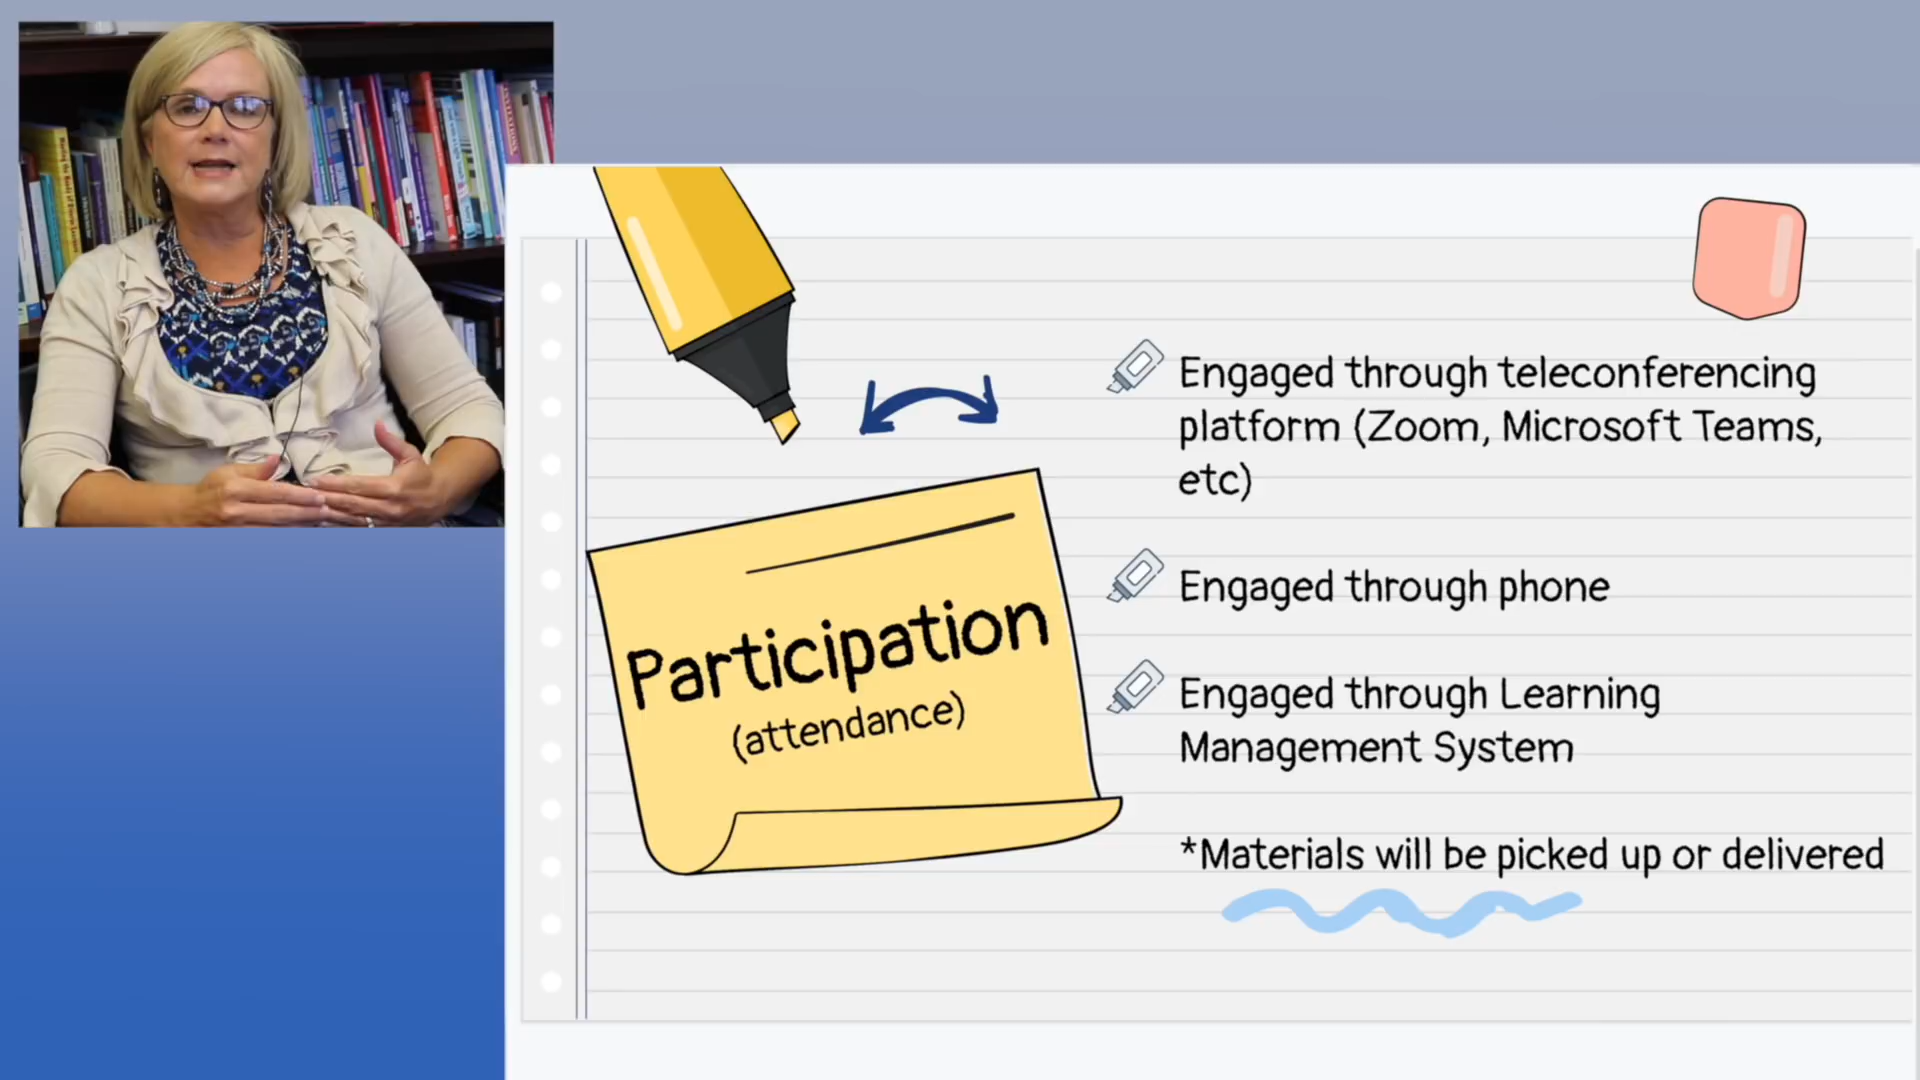 Participation
(attendance)
Engaged through teleconferencing
platform (Zoom, Microsoft Teams,
etc)
Engaged through phone
Engaged through Learning
Management System
*Materials will be picked up or delivered